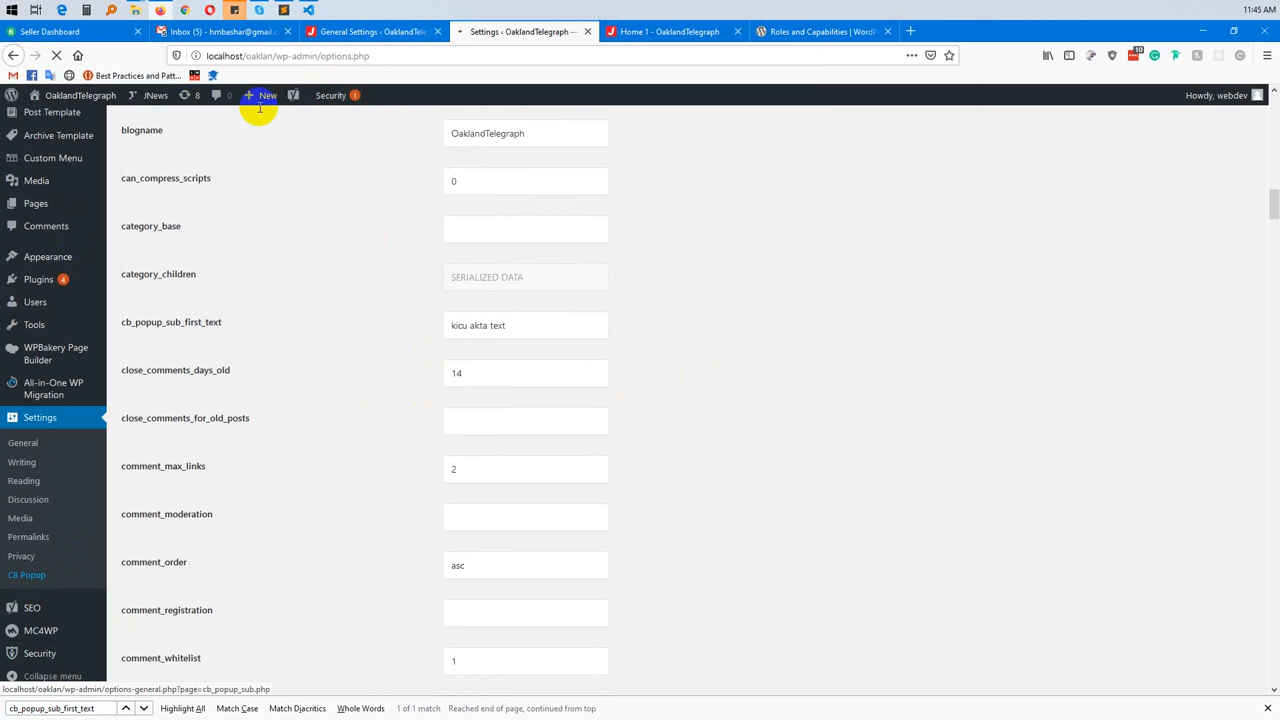 11:45 AM
Seller Dashboard
Inbox (5) - hmbashar@gmail.c
General Settings ‹ OaklandTelegraph
Settings ‹ OaklandTelegraph —
Home 1 - OaklandTelegraph
Roles and Capabilities | WordPr
localhost/oaklan/wp-admin/options.php
10
Best Practices and Patt...
OaklandTelegraph
JNews
8
0
New
Security 1
Howdy, webdev
Post Template
Archive Template
Custom Menu
Media
Pages
Comments
Appearance
Plugins 4
Users
Tools
WPBakery Page
Builder
All-in-One WP
Migration
Settings
General
Writing
Reading
Discussion
Media
Permalinks
Privacy
CB Popup
SEO
MC4WP
Security
Collapse menu
blogname OaklandTelegraph
can_compress_scripts 0
category_base
category_children SERIALIZED DATA
cb_popup_sub_first_text kicu akta text
close_comments_days_old 14
close_comments_for_old_posts
comment_max_links 2
comment_moderation
comment_order asc
comment_registration
comment_whitelist 1
localhost/oaklan/wp-admin/options-general.php?page=cb_popup_sub.php
cb_popup_sub_first_text Highlight All Match Case Match Diacritics Whole Words 1 of 1 match Reached end of page, continued from top